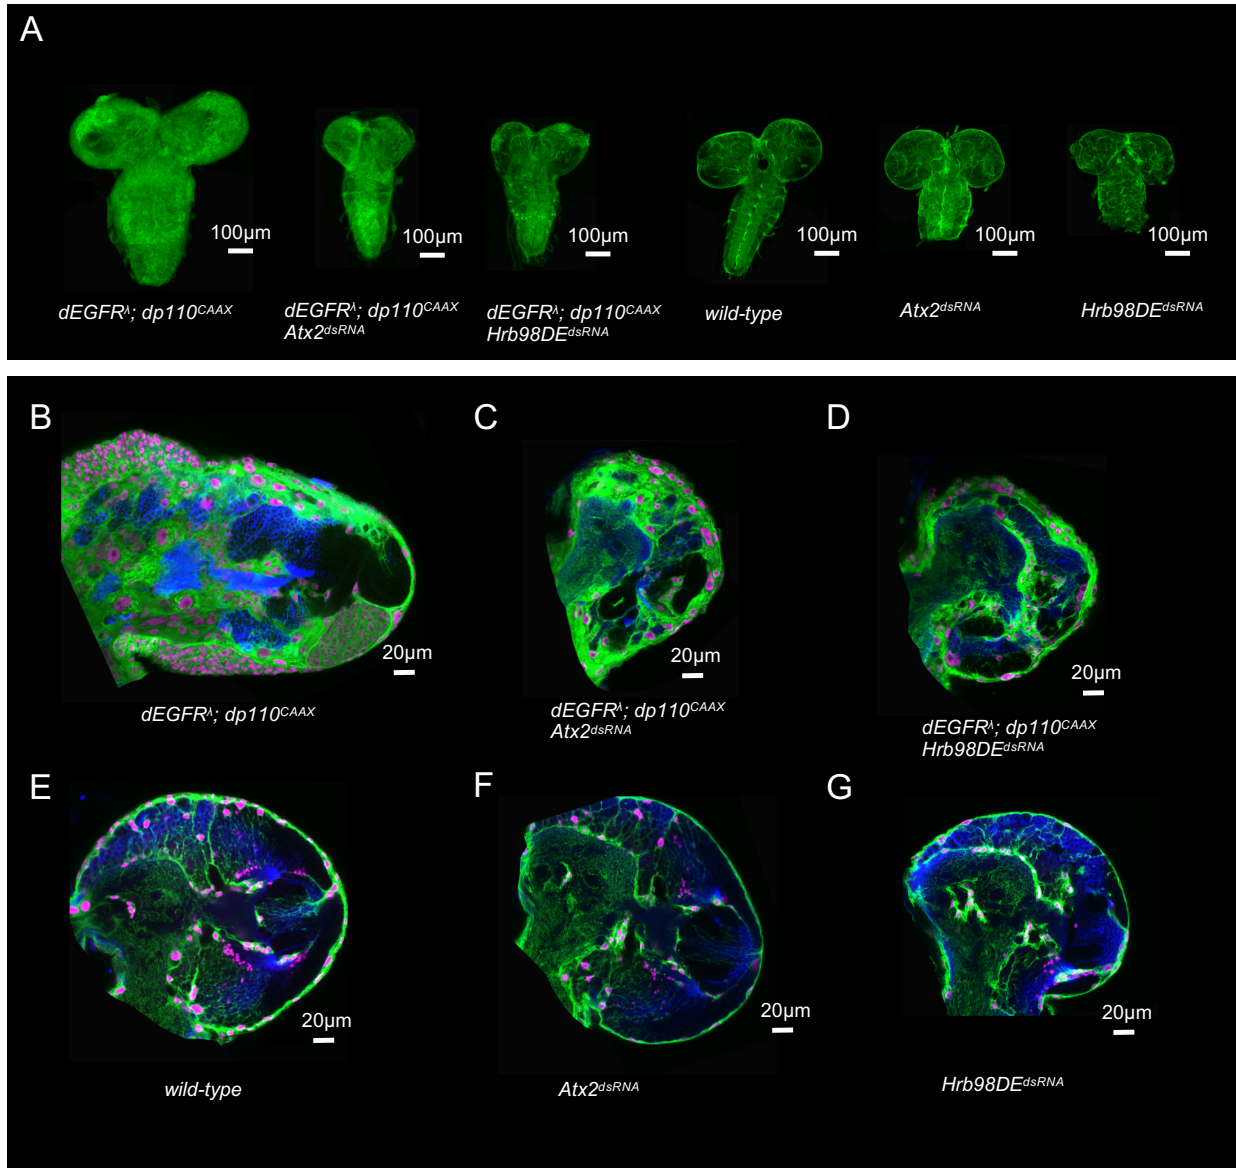 A
100µm
100µm
100µm
100µm
100µm
100µm
dEGFRλ; dp110CAAX
dEGFRλ; dp110CAAX
Atx2dsRNA
dEGFRλ; dp110CAAX
Hrb98DEdsRNA
wild-type
Atx2dsRNA
Hrb98DEdsRNA
B
C
D
20µm
20µm
20µm
dEGFRλ; dp110CAAX
dEGFRλ; dp110CAAX
Atx2dsRNA
dEGFRλ; dp110CAAX
Hrb98DEdsRNA
E
F
G
20µm
20µm
20µm
wild-type
Atx2dsRNA
Hrb98DEdsRNA